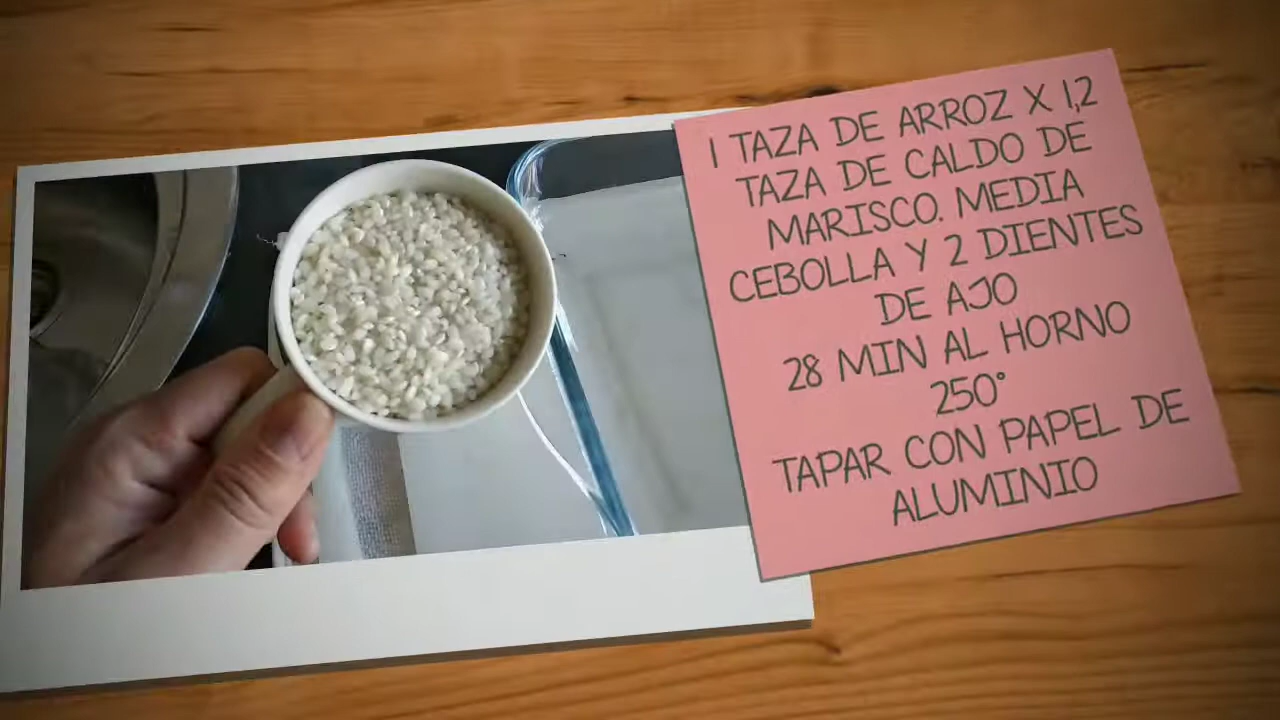 1 TAZA DE ARROZ X 1,2
TAZA DE CALDO DE
MARISCO. MEDIA
CEBOLLA Y 2 DIENTES
DE AJO
28 MIN AL HORNO
250°
TAPAR CON PAPEL DE
ALUMINIO